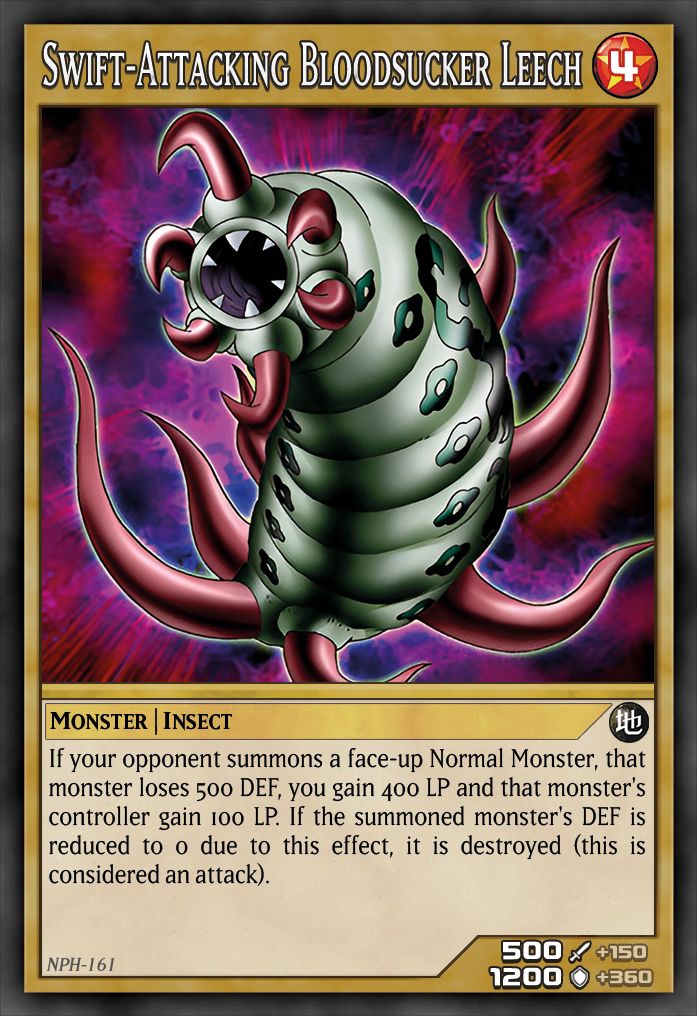 Swift-Attacking Bloodsucker Leech 4
Monster | Insect
If your opponent summons a face-up Normal Monster, that
monster loses 500 DEF, you gain 400 LP and that monster's
controller gain 100 LP. If the summoned monster's DEF is
reduced to 0 due to this effect, it is destroyed (this is
considered an attack).
500 +150
NPH-161
1200 +360